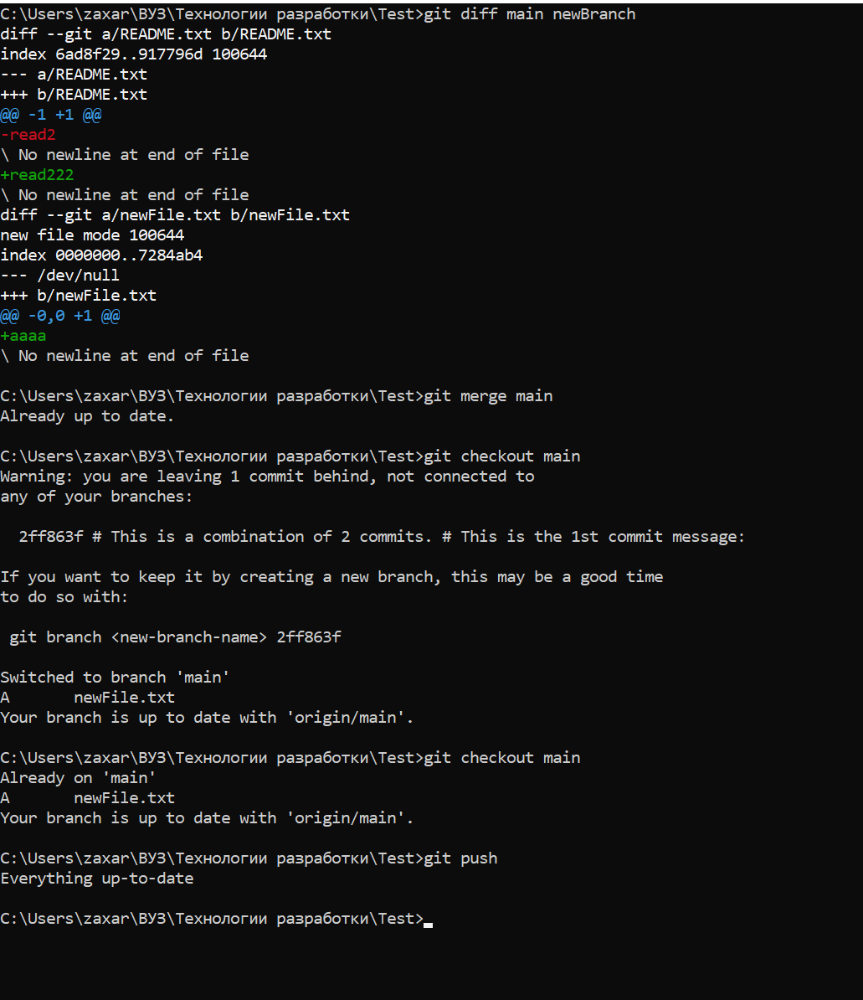 C:\Users\zaxar\ВУЗ\Технологии разработки\Test>git diff main newBranch
diff --git a/README.txt b/README.txt
index 6ad8f29..917796d 100644
--- a/README.txt
+++ b/README.txt
@@ -1 +1 @@
-read2
\ No newline at end of file
+read222
\ No newline at end of file
diff --git a/newFile.txt b/newFile.txt
new file mode 100644
index 0000000..7284ab4
--- /dev/null
+++ b/newFile.txt
@@ -0,0 +1 @@
+aaaa
\ No newline at end of file
C:\Users\zaxar\ВУЗ\Технологии разработки\Test>git merge main
Already up to date.
C:\Users\zaxar\ВУЗ\Технологии разработки\Test>git checkout main
Warning: you are leaving 1 commit behind, not connected to
any of your branches:
2ff863f # This is a combination of 2 commits. # This is the 1st commit message:
If you want to keep it by creating a new branch, this may be a good time
to do so with:
git branch <new-branch-name> 2ff863f
Switched to branch 'main'
A       newFile.txt
Your branch is up to date with 'origin/main'.
C:\Users\zaxar\ВУЗ\Технологии разработки\Test>git checkout main
Already on 'main'
A       newFile.txt
Your branch is up to date with 'origin/main'.
C:\Users\zaxar\ВУЗ\Технологии разработки\Test>git push
Everything up-to-date
C:\Users\zaxar\ВУЗ\Технологии разработки\Test>